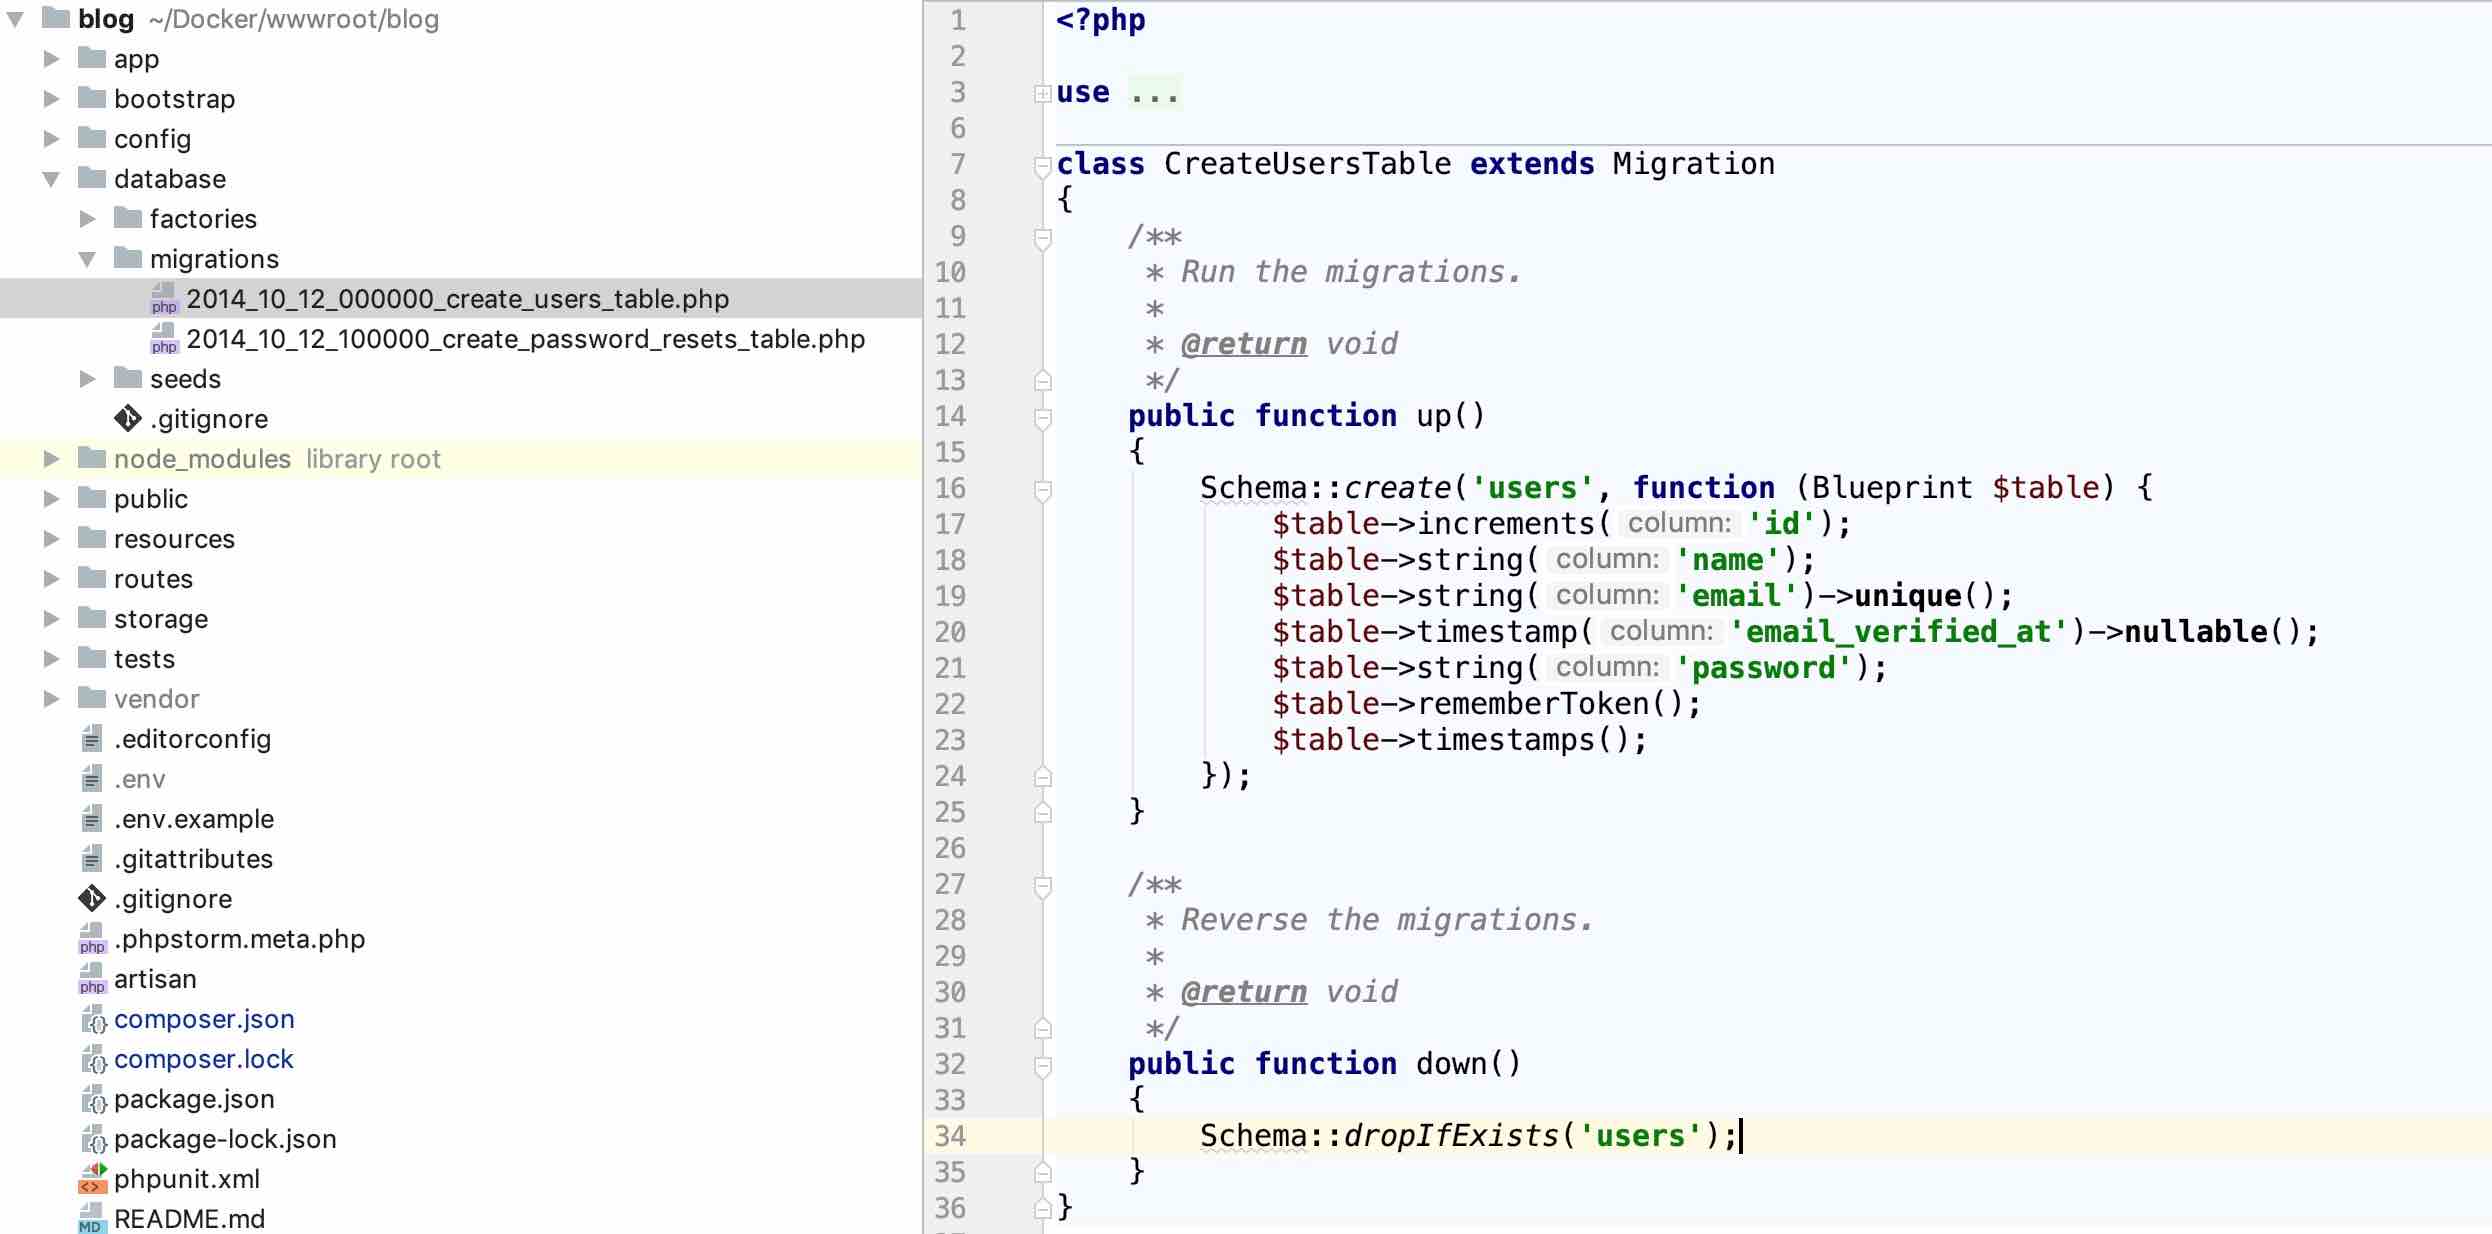 blog ~/Docker/wwwroot/blog
app
bootstrap
config
database
factories
migrations
php 2014_10_12_000000_create_users_table.php
php 2014_10_12_100000_create_password_resets_table.php
seeds
.gitignore
node_modules library root
public
resources
routes
storage
tests
vendor
.editorconfig
.env
.env.example
.gitattributes
.gitignore
php .phpstorm.meta.php
php artisan
composer.json
composer.lock
package.json
package-lock.json
phpunit.xml
MD README.md
1 <?php
2
3 use ...
6
7 class CreateUsersTable extends Migration
8 {
9     /**
10      * Run the migrations.
11      *
12      * @return void
13      */
14     public function up()
15     {
16         Schema::create('users', function (Blueprint $table) {
17             $table->increments( column: 'id');
18             $table->string( column: 'name');
19             $table->string( column: 'email')->unique();
20             $table->timestamp( column: 'email_verified_at')->nullable();
21             $table->string( column: 'password');
22             $table->rememberToken();
23             $table->timestamps();
24         });
25     }
26
27     /**
28      * Reverse the migrations.
29      *
30      * @return void
31      */
32     public function down()
33     {
34         Schema::dropIfExists('users');
35     }
36 }